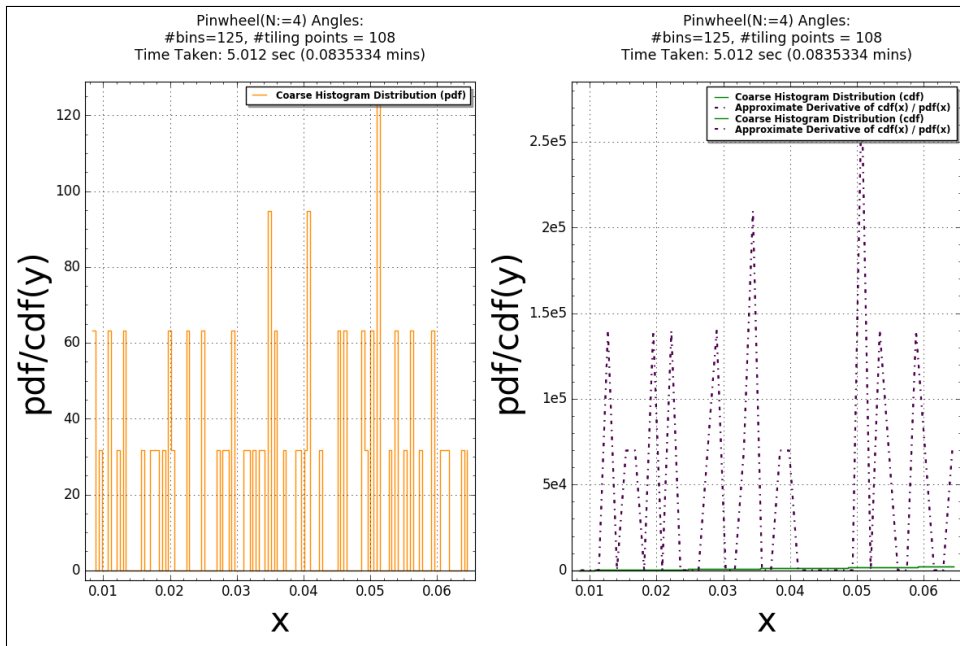 Pinwheel(N:=4) Angles:
#bins=125, #tiling points = 108
Time Taken: 5.012 sec (0.0835334 mins)
Coarse Histogram Distribution (pdf)
120
100
80
60
40
20
0
0.01 0.02 0.03 0.04 0.05 0.06
pdf/cdf(y)
x
Pinwheel(N:=4) Angles:
#bins=125, #tiling points = 108
Time Taken: 5.012 sec (0.0835334 mins)
Coarse Histogram Distribution (cdf)
Approximate Derivative of cdf(x) / pdf(x)
Coarse Histogram Distribution (cdf)
Approximate Derivative of cdf(x) / pdf(x)
2.5e5
2e5
1.5e5
1e5
5e4
0
0.01 0.02 0.03 0.04 0.05 0.06
pdf/cdf(y)
x